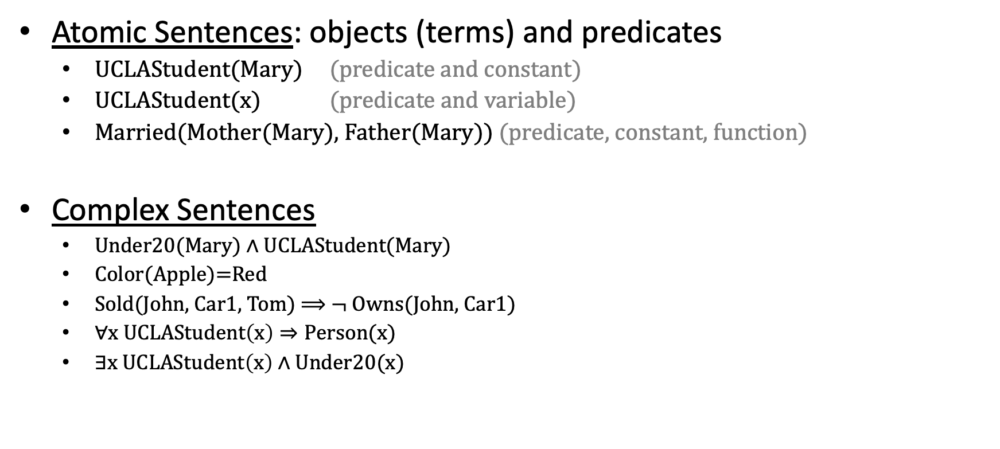 • Atomic Sentences: objects (terms) and predicates
• UCLAStudent(Mary) (predicate and constant)
• UCLAStudent(x) (predicate and variable)
• Married(Mother(Mary), Father(Mary)) (predicate, constant, function)
• Complex Sentences
• Under20(Mary) ∧ UCLAStudent(Mary)
• Color(Apple)=Red
• Sold(John, Car1, Tom) ⟹ ¬ Owns(John, Car1)
• ∀x UCLAStudent(x) ⇒ Person(x)
• ∃x UCLAStudent(x) ∧ Under20(x)